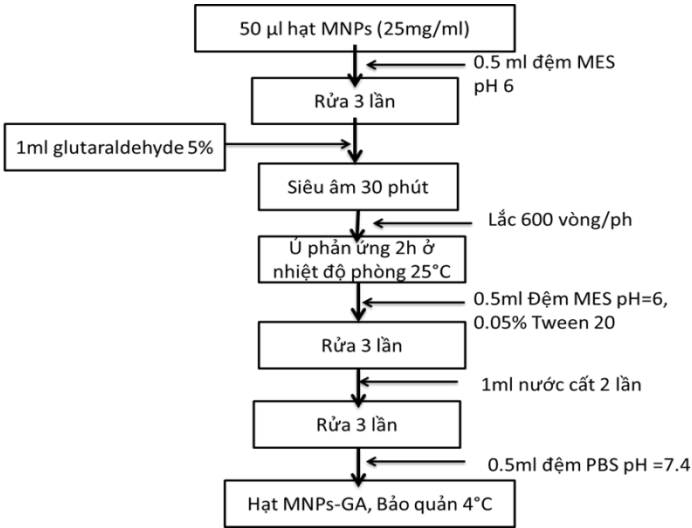 50 µl hạt MNPs (25mg/ml)
0.5 ml đệm MES
pH 6
Rửa 3 lần
1ml glutaraldehyde 5%
Siêu âm 30 phút
Lắc 600 vòng/ph
Ủ phản ứng 2h ở
nhiệt độ phòng 25°C
0.5ml Đệm MES pH=6,
0.05% Tween 20
Rửa 3 lần
1ml nước cất 2 lần
Rửa 3 lần
0.5ml đệm PBS pH =7.4
Hạt MNPs-GA, Bảo quản 4°C